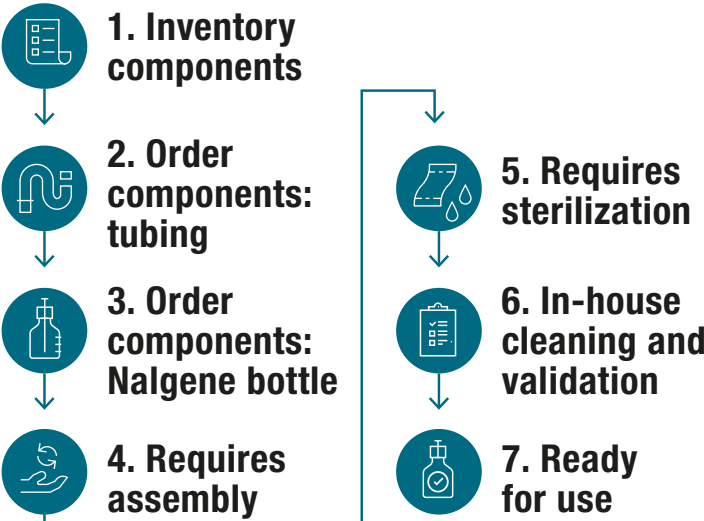 1. Inventory
components
2. Order
components:
tubing
3. Order
components:
Nalgene bottle
4. Requires
assembly
5. Requires
sterilization
6. In-house
cleaning and
validation
7. Ready
for use